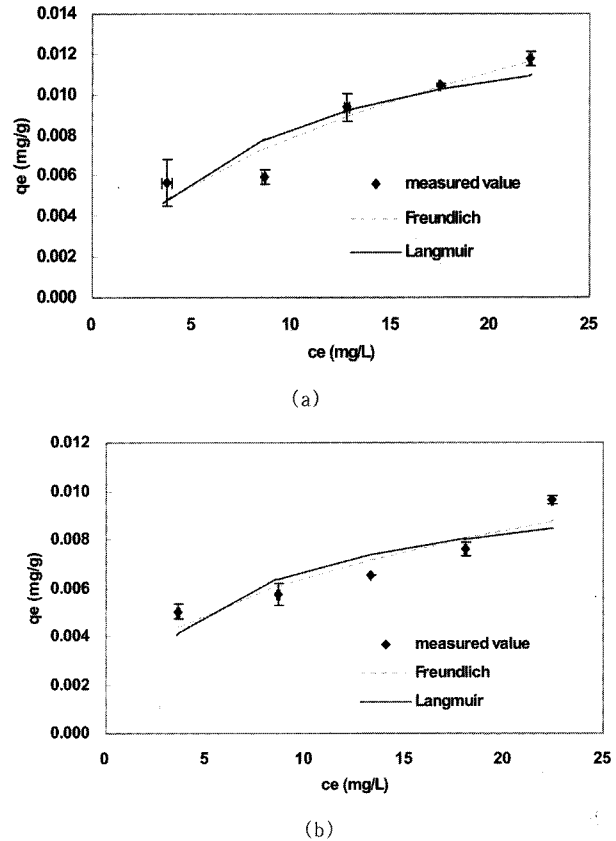 0.014
0.012
0.010
0.008
0.006
0.004
0.002
0.000
qe (mg/g)
measured value
Freundlich
Langmuir
0 5 10 15 20 25
ce (mg/L)
(a)
0.012
0.010
0.008
0.006
0.004
0.002
0.000
qe (mg/g)
measured value
Freundlich
Langmuir
0 5 10 15 20 25
ce (mg/L)
(b)